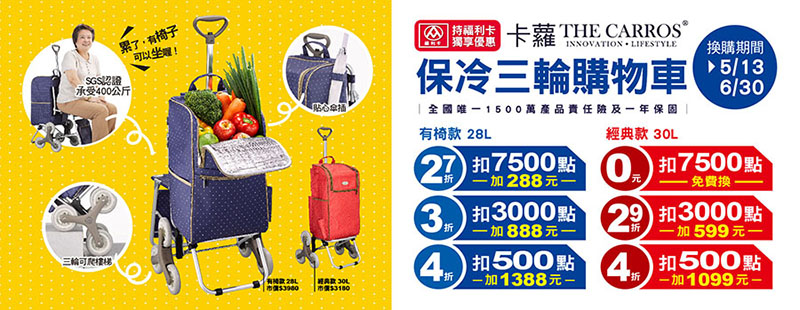 累了，有椅子
可以坐喔！
SGS認證
承受400公斤
貼心傘插
三輪可爬樓梯
有椅款 28L
市價$3980
經典款 30L
市價$3180
福利卡
持福利卡
獨享優惠
卡蘿 THE CARROS®
INNOVATION • LIFESTYLE
保冷三輪購物車
全國唯一1500萬產品責任險及一年保固
換購期間
▶5/13
6/30
有椅款 28L
27折 扣7500點
加288元
3折 扣3000點
加888元
4折 扣500點
加1388元
經典款 30L
0元 扣7500點
免費換
29折 扣3000點
加599元
4折 扣500點
加1099元